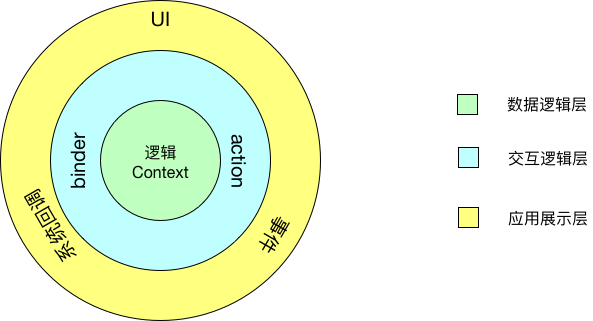 UI
binder
逻辑
Context
action
系统回调
事件
数据逻辑层
交互逻辑层
应用展示层